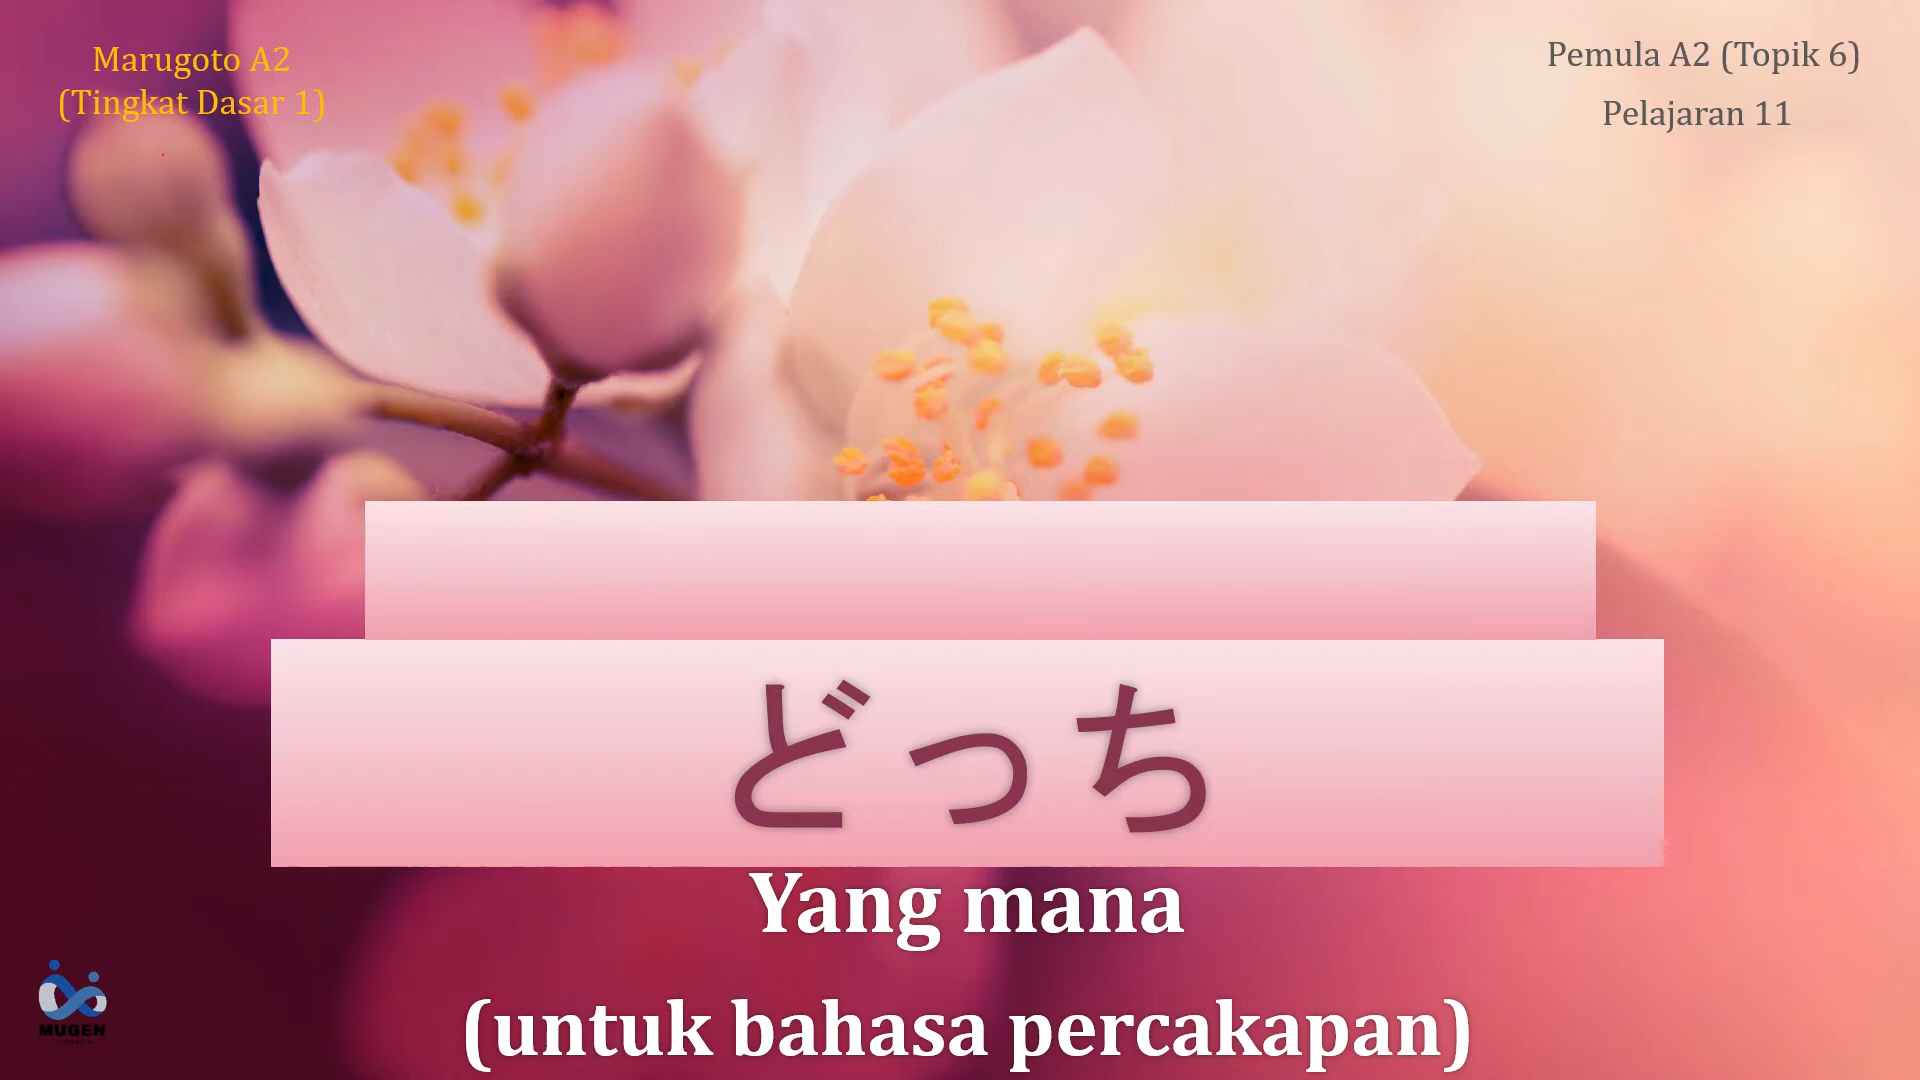 Marugoto A2
(Tingkat Dasar 1)
Pemula A2 (Topik 6)
Pelajaran 11
どっち
Yang mana
(untuk bahasa percakapan)
MUGEN